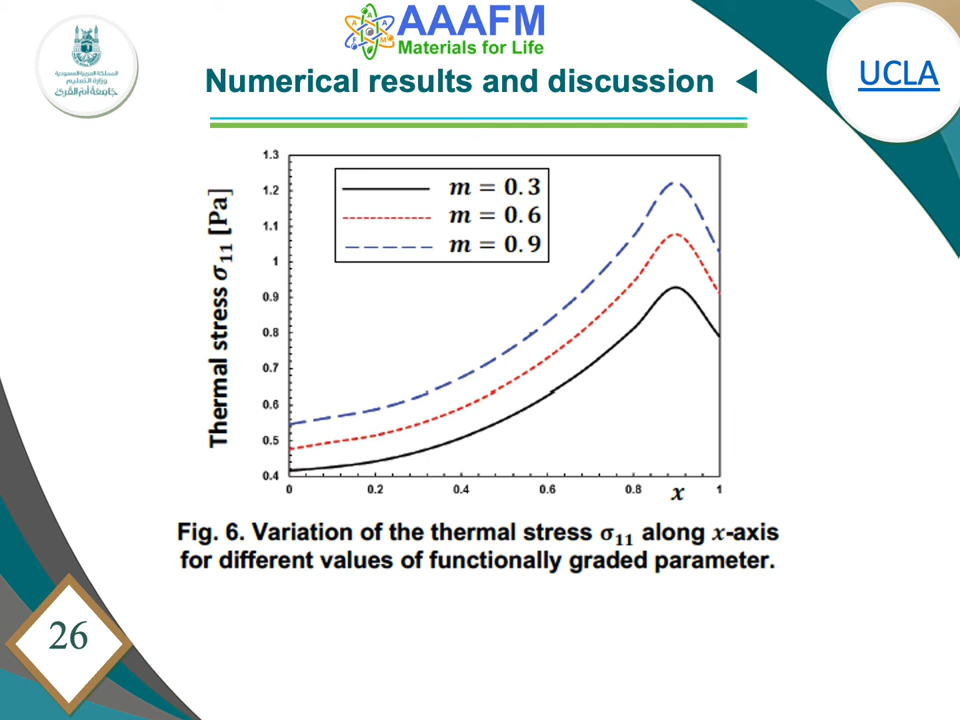 AAAFM
Materials for Life
المملكة العربية السعودية
وزارة التعليم
جامعة أم القرى
Numerical results and discussion
UCLA
Thermal stress σ₁₁ [Pa]
1.3
1.2
1.1
1
0.9
0.8
0.7
0.6
0.5
0.4
m = 0.3
m = 0.6
m = 0.9
0
0.2
0.4
0.6
0.8
x
1
Fig. 6. Variation of the thermal stress σ₁₁ along x-axis
for different values of functionally graded parameter.
26